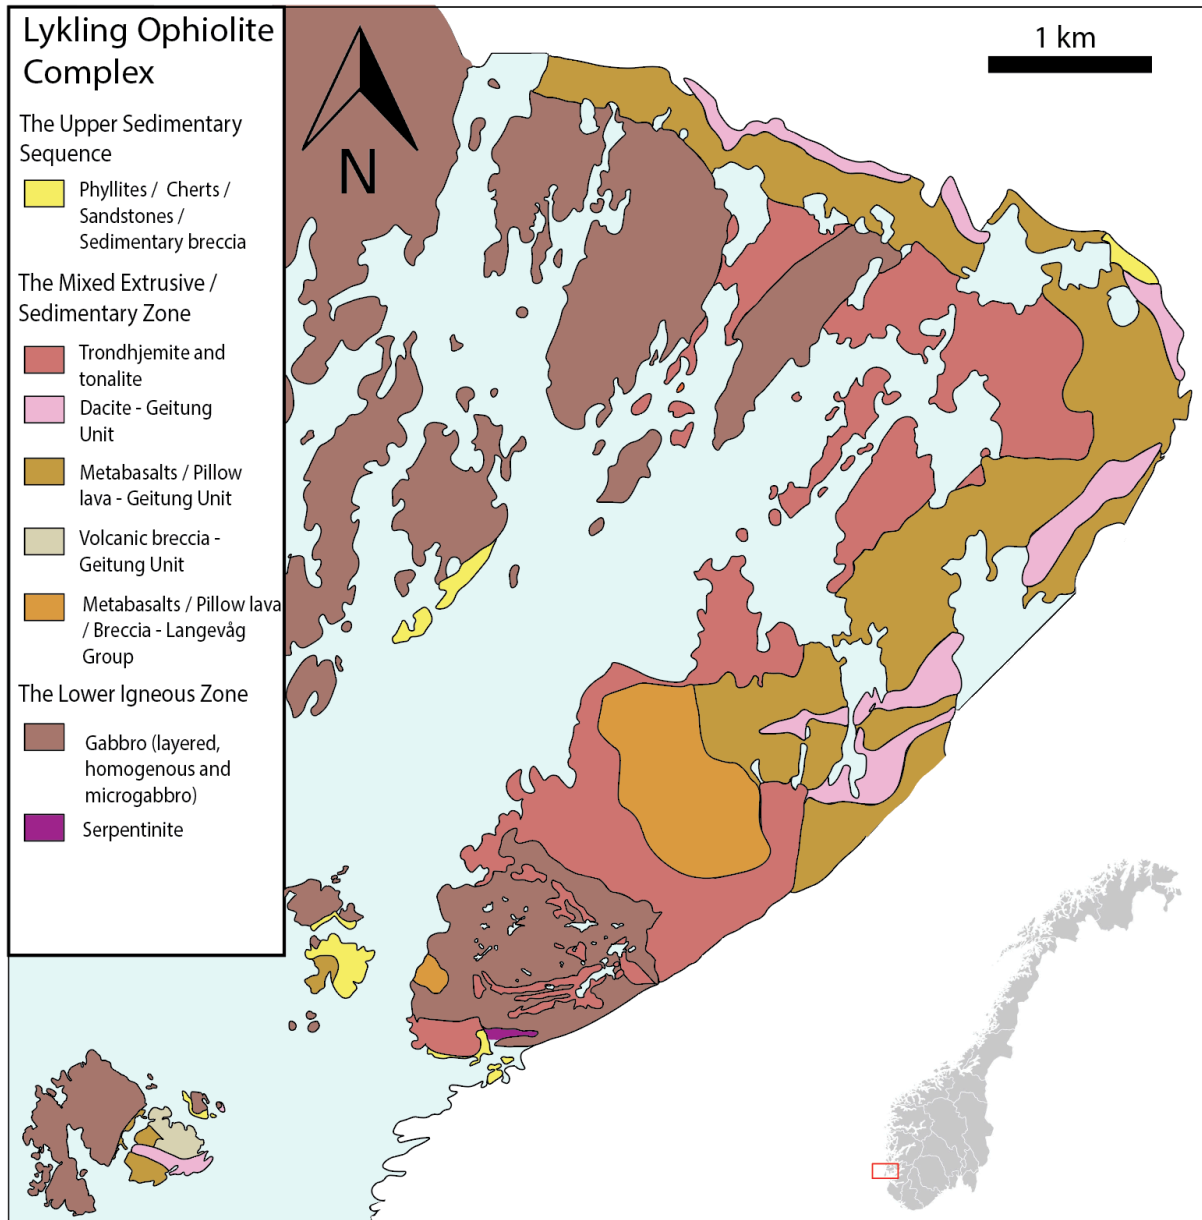 Lykling Ophiolite
Complex
The Upper Sedimentary
Sequence
Phyllites / Cherts /
Sandstones /
Sedimentary breccia
The Mixed Extrusive /
Sedimentary Zone
Trondhjemite and
tonalite
Dacite - Geitung
Unit
Metabasalts / Pillow
lava - Geitung Unit
Volcanic breccia -
Geitung Unit
Metabasalts / Pillow lava
/ Breccia - Langevåg
Group
The Lower Igneous Zone
Gabbro (layered,
homogenous and
microgabbro)
Serpentinite
N
1 km